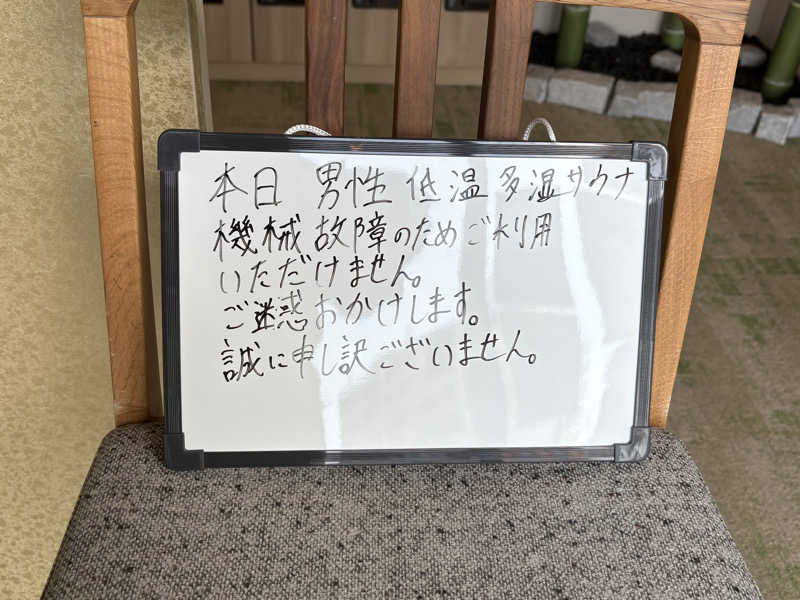 本日 男性 低温 多湿サウナ
機械故障のためご利用
いただけません。
ご迷惑おかけします。
誠に申し訳ございません。